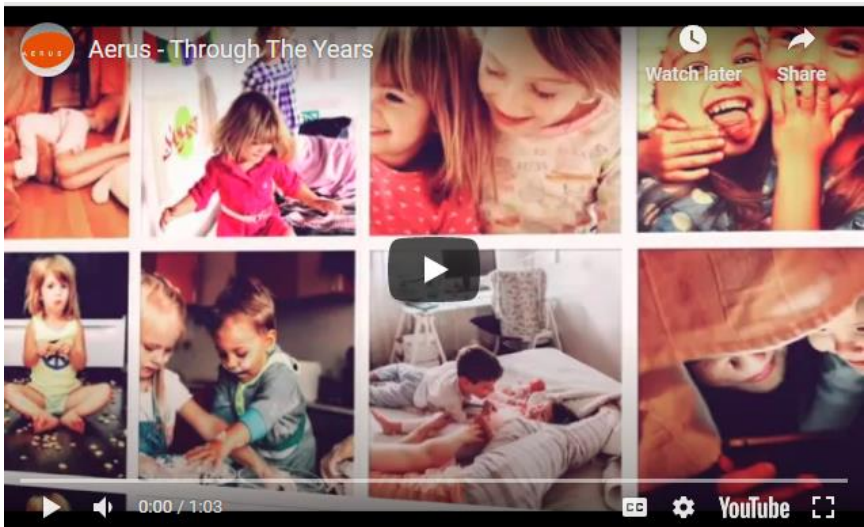 AERUS
Aerus - Through The Years
Watch later
Share
0:00 / 1:03
CC
YouTube